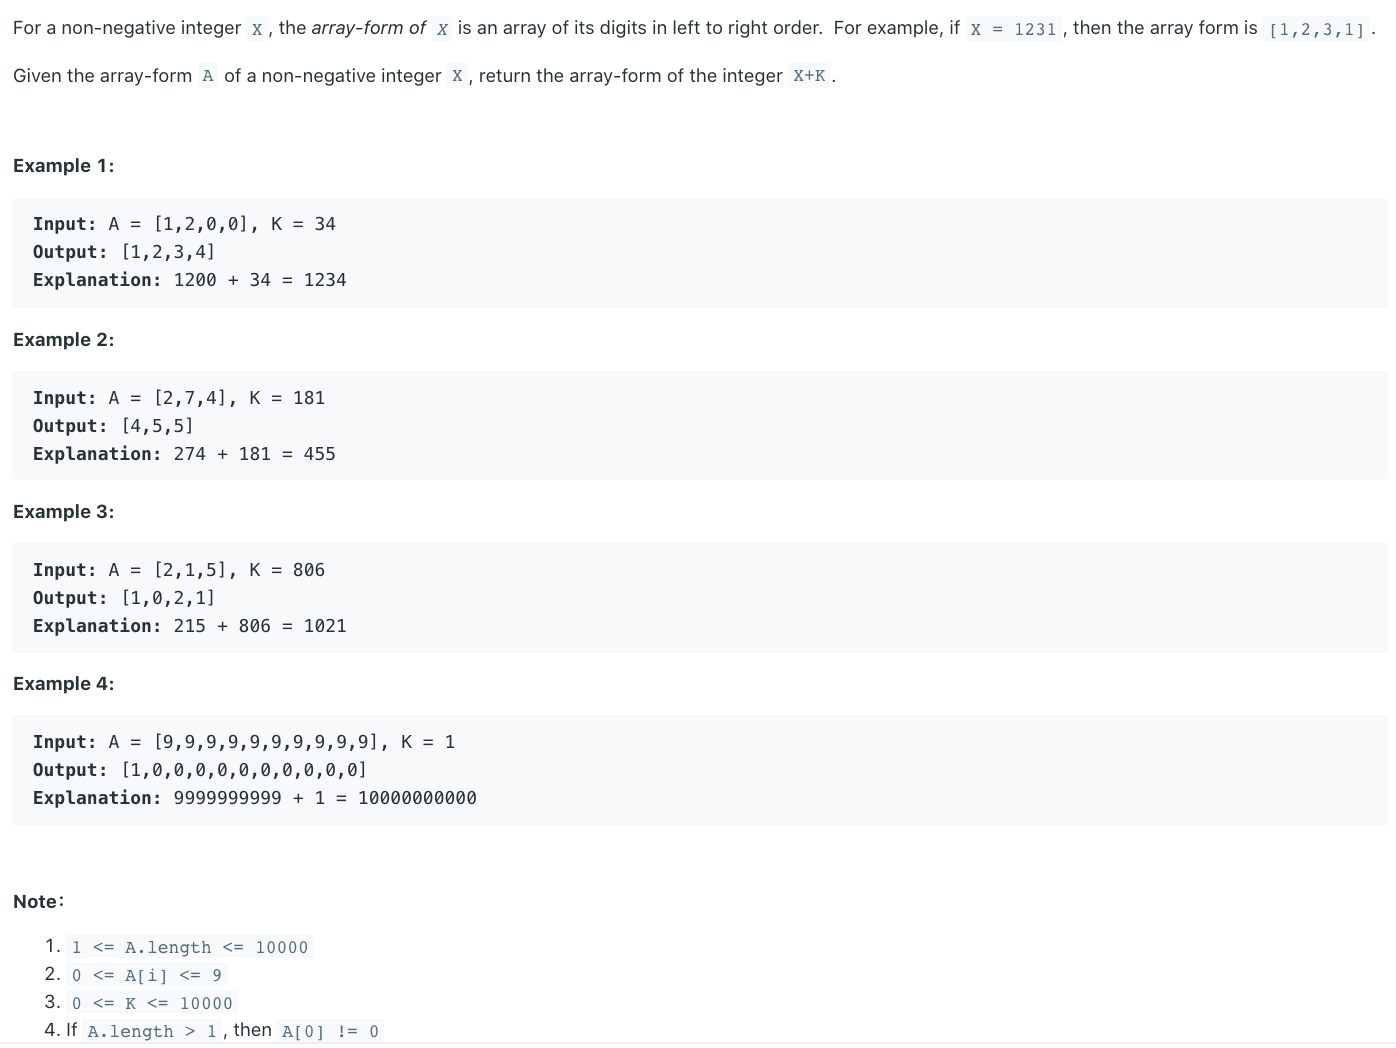 For a non-negative integer X, the array-form of X is an array of its digits in left to right order.  For example, if X = 1231, then the array form is [1,2,3,1].
Given the array-form A of a non-negative integer X, return the array-form of the integer X+K.
Example 1:
Input: A = [1,2,0,0], K = 34
Output: [1,2,3,4]
Explanation: 1200 + 34 = 1234
Example 2:
Input: A = [2,7,4], K = 181
Output: [4,5,5]
Explanation: 274 + 181 = 455
Example 3:
Input: A = [2,1,5], K = 806
Output: [1,0,2,1]
Explanation: 215 + 806 = 1021
Example 4:
Input: A = [9,9,9,9,9,9,9,9,9,9], K = 1
Output: [1,0,0,0,0,0,0,0,0,0,0]
Explanation: 9999999999 + 1 = 10000000000
Note:
1. 1 <= A.length <= 10000
2. 0 <= A[i] <= 9
3. 0 <= K <= 10000
4. If A.length > 1, then A[0] != 0